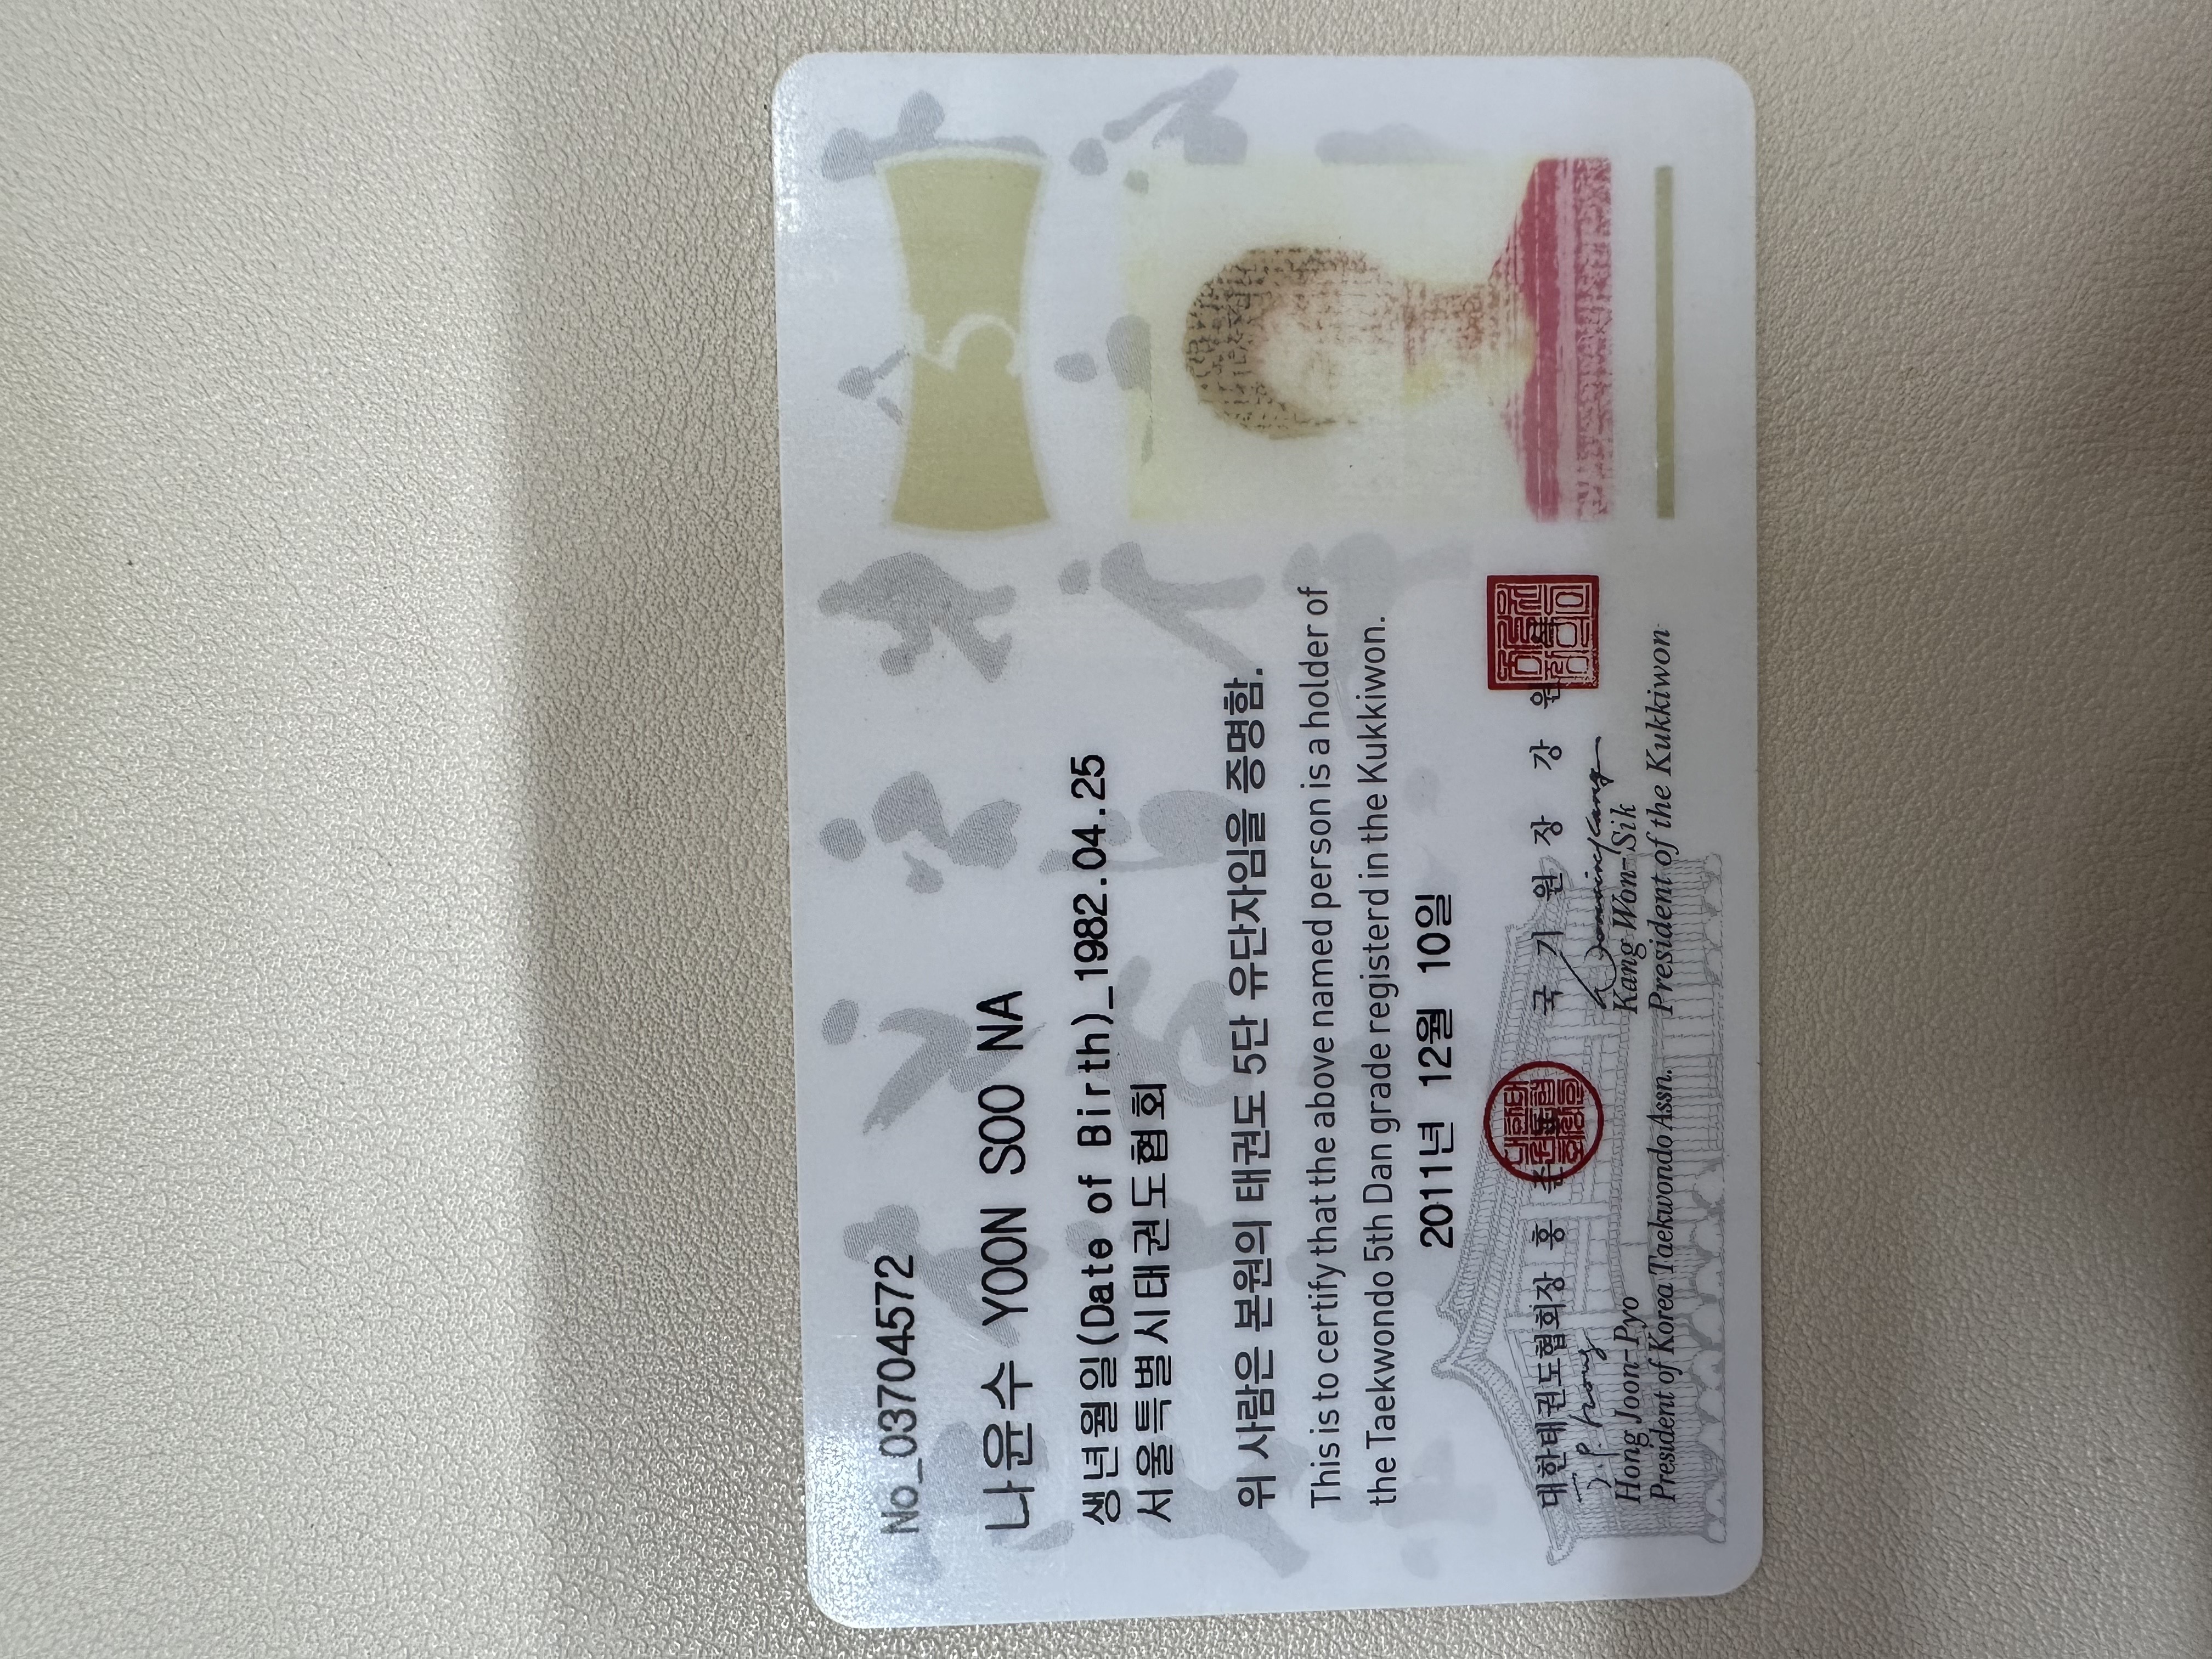 No_03704572
나윤수 YOON SOO NA
생년월일(Date of Birth)_1982.04.25
서울특별시태권도협회
위 사람은 본원의 태권도 5단 유단자임을 증명함.
This is to certify that the above named person is a holder of
the Taekwondo 5th Dan grade registerd in the Kukkiwon.
2011년 12월 10일
대한태권도협회장 홍 국 기 원 장 강 원
Hong Joon-Pyo Kang Won-Sik
President of Korea Taekwondo Assn. President of the Kukkiwon